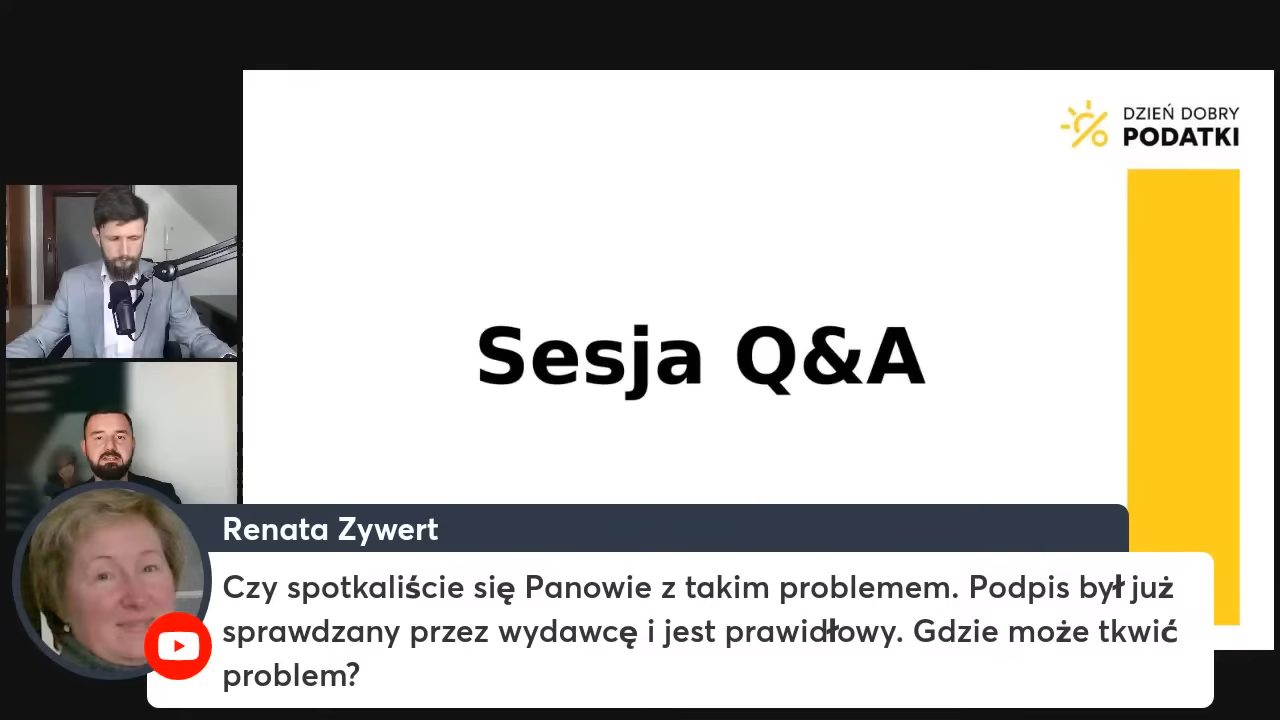 DZIEŃ DOBRY
PODATKI
Sesja Q&A
Renata Zywert
Czy spotkaliście się Panowie z takim problemem. Podpis był już
sprawdzany przez wydawcę i jest prawidłowy. Gdzie może tkwić
problem?